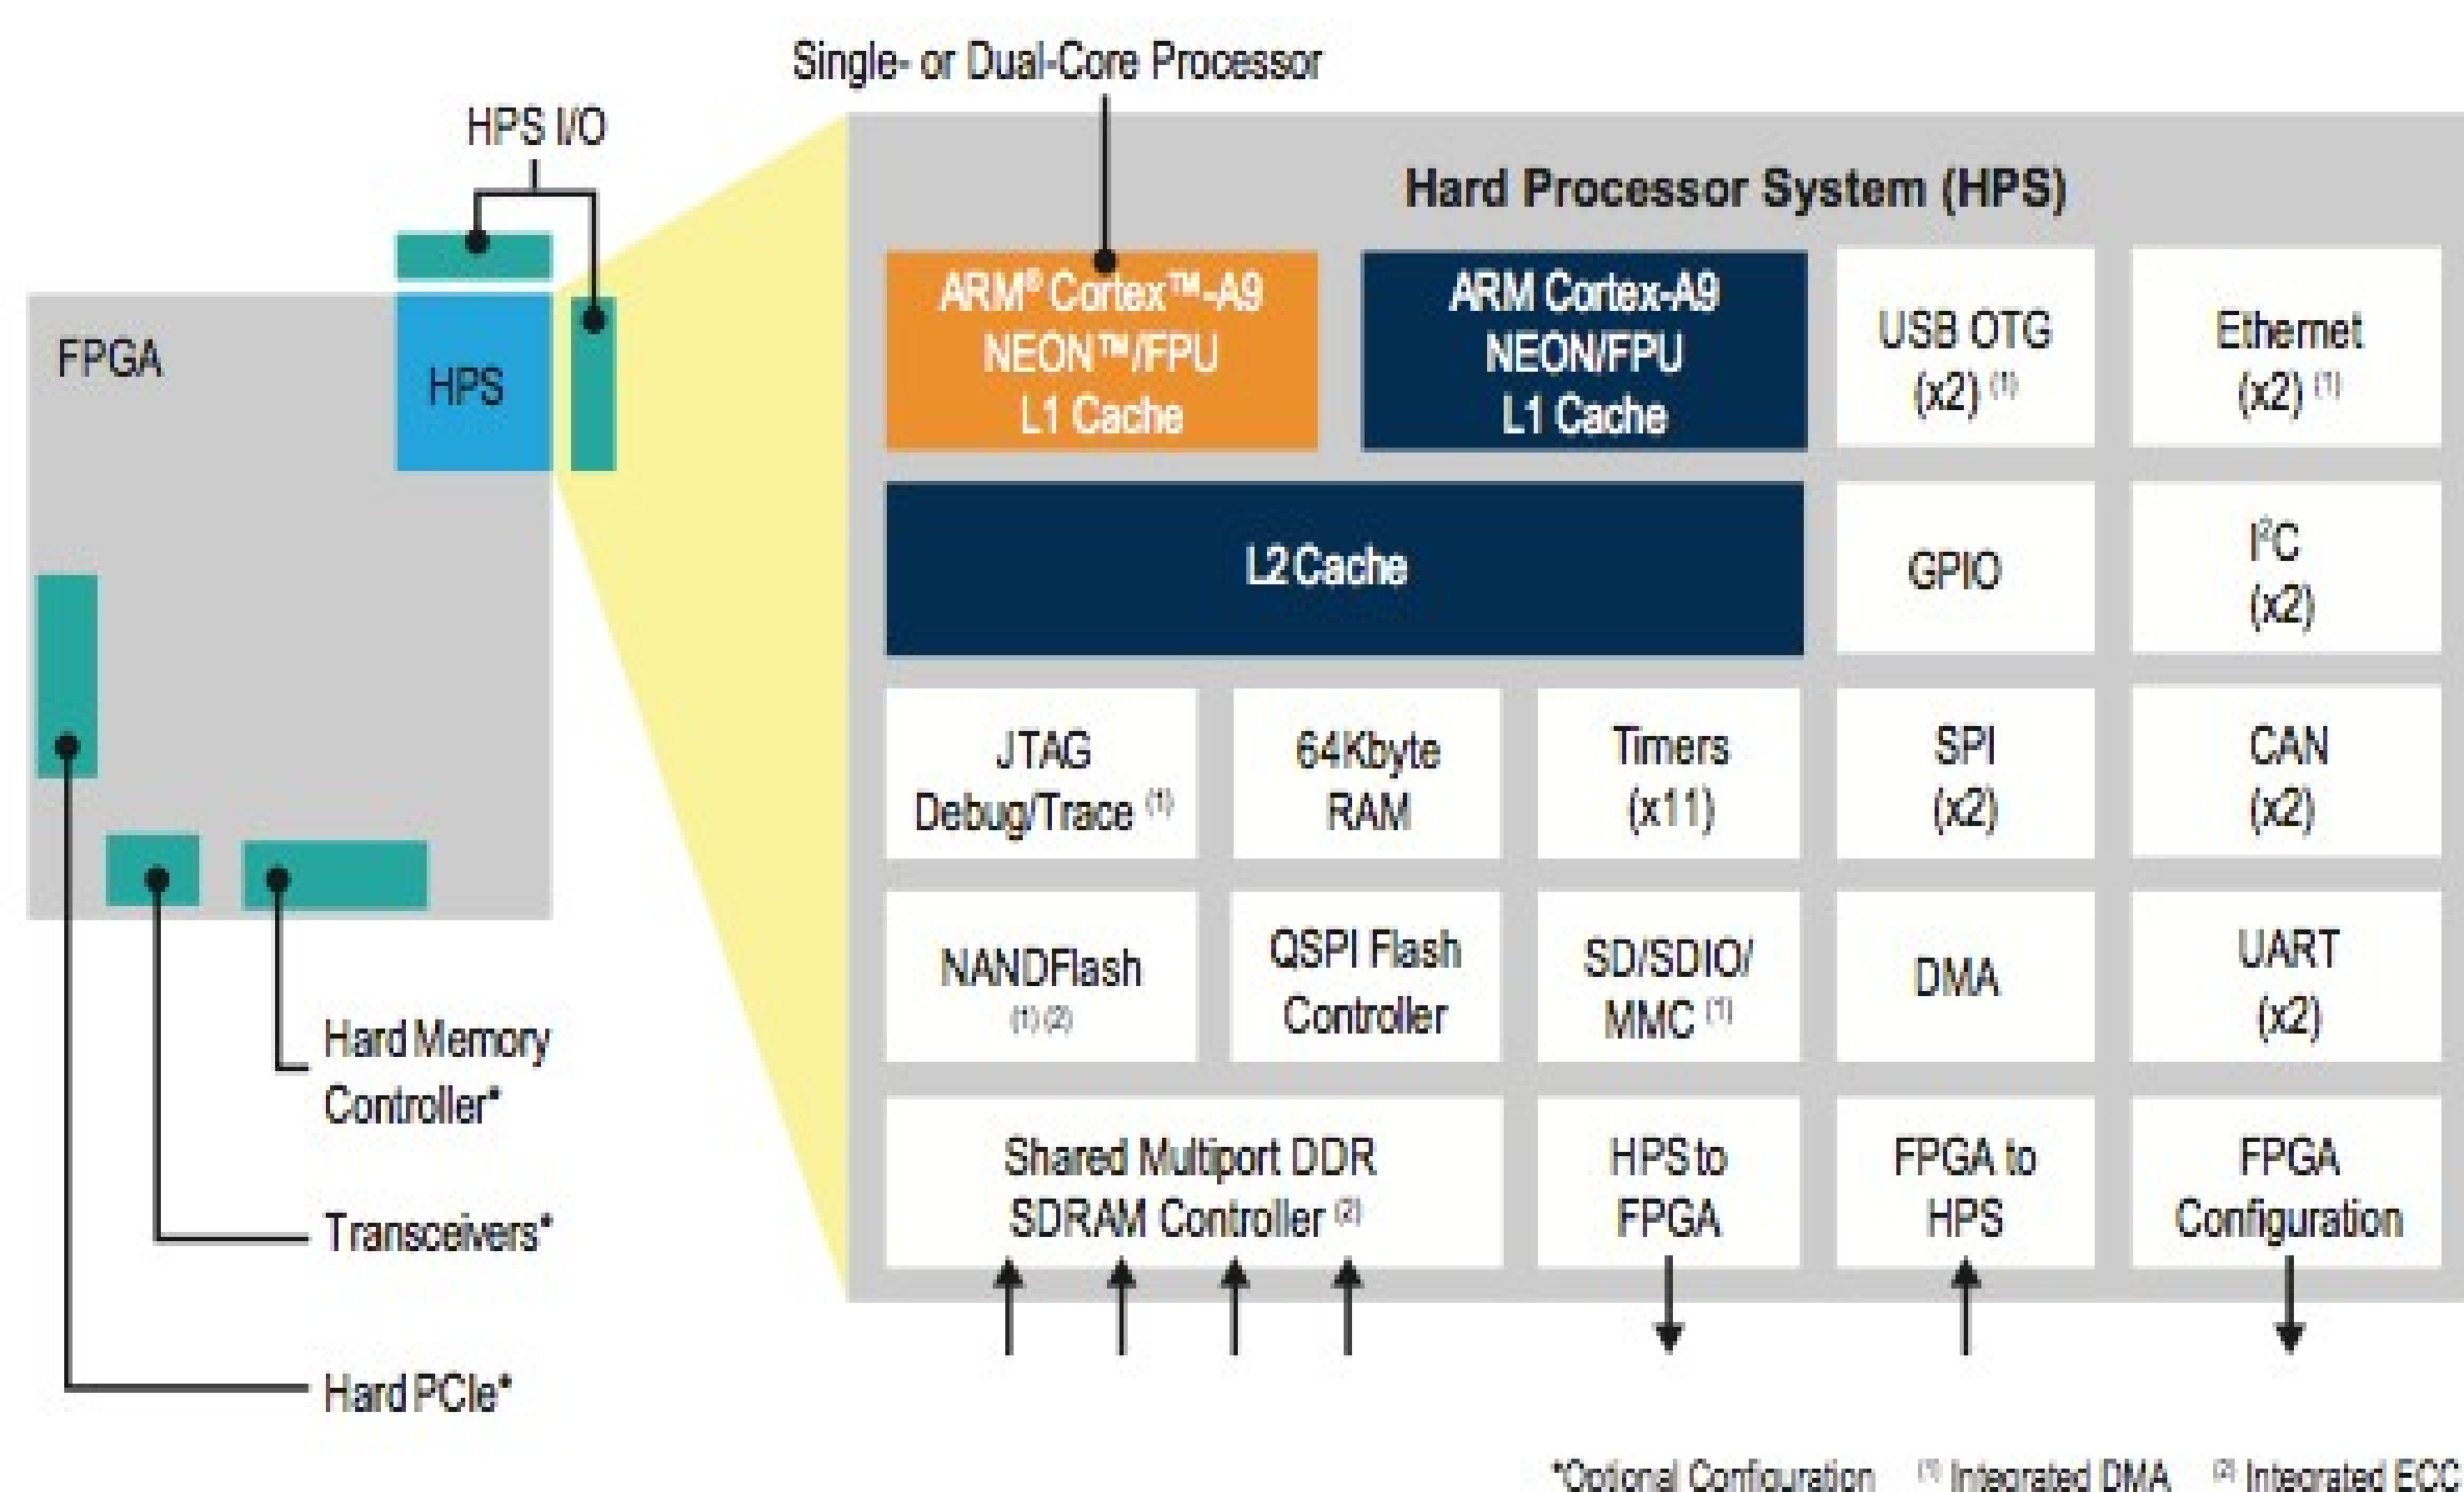 Single- or Dual-Core Processor
HPS I/O
FPGA
HPS
Hard Memory
Controller*
Transceivers*
Hard PCIe*
Hard Processor System (HPS)
ARM® Cortex™-A9
NEON™/FPU
L1 Cache
ARM Cortex-A9
NEON/FPU
L1 Cache
USB OTG
(x2) (1)
Ethernet
(x2) (1)
L2 Cache
GPIO
I²C
(x2)
JTAG
Debug/Trace (1)
64Kbyte
RAM
Timers
(x11)
SPI
(x2)
CAN
(x2)
NANDFlash
(1) (2)
QSPI Flash
Controller
SD/SDIO/
MMC (1)
DMA
UART
(x2)
Shared Multiport DDR
SDRAM Controller (2)
HPS to
FPGA
FPGA to
HPS
FPGA
Configuration
*Optional Configuration (1) Integrated DMA (2) Integrated ECC